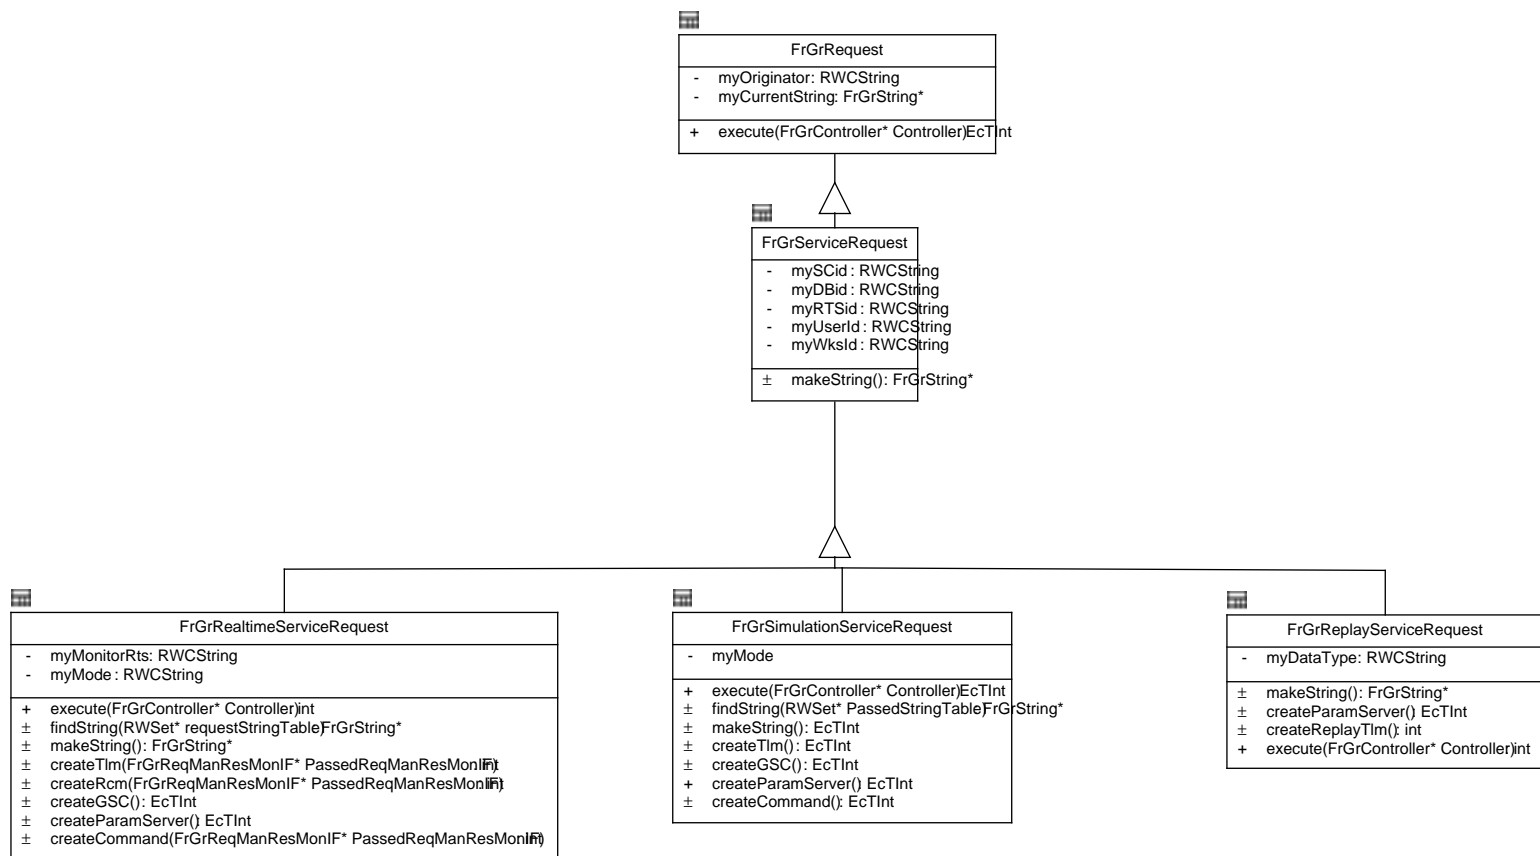 FrGrRequest
- myOriginator: RWCString
- myCurrentString: FrGrString*
+ execute(FrGrController* Controller)EcTInt
FrGrServiceRequest
- mySCid: RWCString
- myDBid: RWCString
- myRTSid: RWCString
- myUserId: RWCString
- myWksId: RWCString
± makeString(): FrGrString*
FrGrRealtimeServiceRequest
- myMonitorRts: RWCString
- myMode: RWCString
+ execute(FrGrController* Controller)int
± findString(RWSet* requestStringTable)FrGrString*
± makeString(): FrGrString*
± createTlm(FrGrReqManResMonIF* PassedReqManResMonIF): int
± createRcm(FrGrReqManResMonIF* PassedReqManResMonIF): int
± createGSC(): EcTInt
± createParamServer(): EcTInt
± createCommand(FrGrReqManResMonIF* PassedReqManResMonIF): int
FrGrSimulationServiceRequest
- myMode
+ execute(FrGrController* Controller)EcTInt
± findString(RWSet* PassedStringTable)FrGrString*
± makeString(): EcTInt
± createTlm(): EcTInt
± createGSC(): EcTInt
+ createParamServer(): EcTInt
± createCommand(): EcTInt
FrGrReplayServiceRequest
- myDataType: RWCString
± makeString(): FrGrString*
± createParamServer(): EcTInt
± createReplayTlm(): int
+ execute(FrGrController* Controller)int